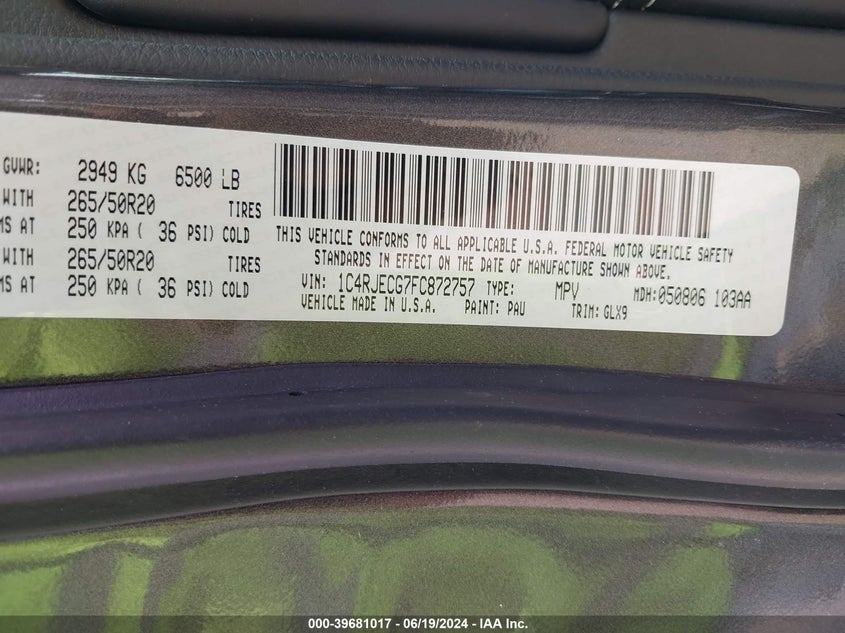 GVWR: 2949 KG 6500 LB
WITH 265/50R20 TIRES
MS AT 250 KPA ( 36 PSI) COLD
WITH 265/50R20 TIRES
MS AT 250 KPA ( 36 PSI) COLD
THIS VEHICLE CONFORMS TO ALL APPLICABLE U.S.A. FEDERAL MOTOR VEHICLE SAFETY
STANDARDS IN EFFECT ON THE DATE OF MANUFACTURE SHOWN ABOVE.
VIN: 1C4RJECG7FC872757 TYPE: MPV MDH:050806 103AA
VEHICLE MADE IN U.S.A. PAINT: PAU TRIM: GLX9
000-39681017 - 06/19/2024 - IAA Inc.